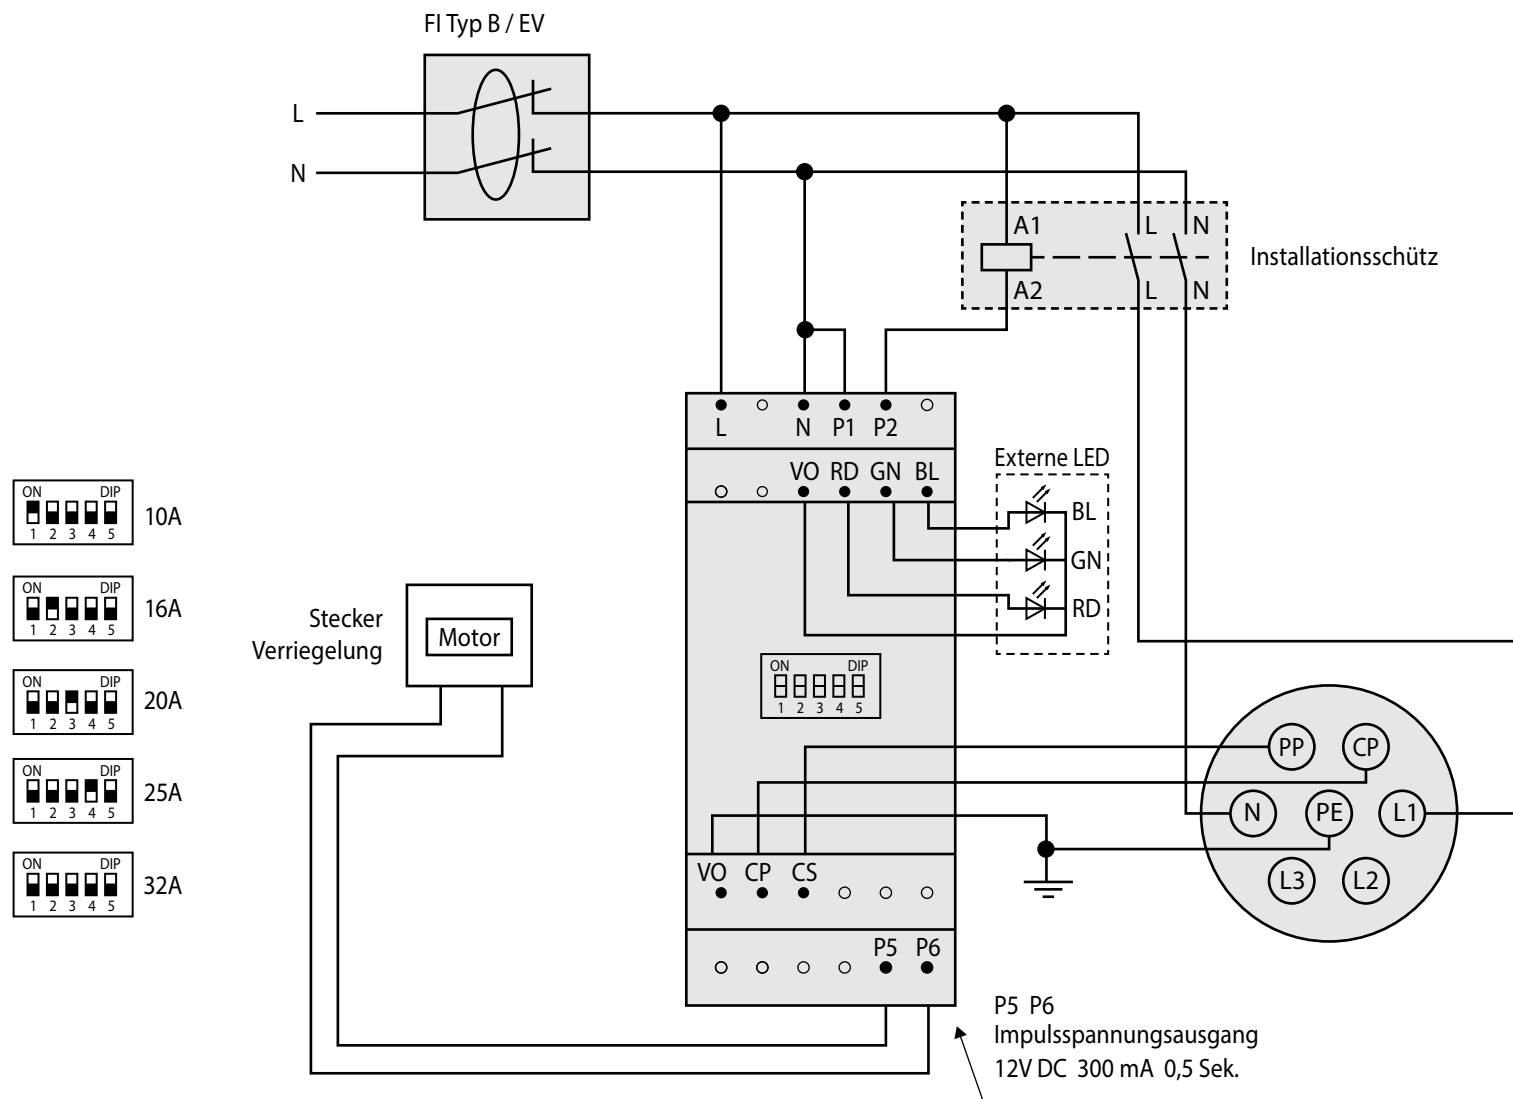 FI Typ B / EV
L
N
A1 L N
Installationsschütz
A2 L N
L N P1 P2
VO RD GN BL
Externe LED
BL
GN
RD
ON DIP
1 2 3 4 5
10A
ON DIP
1 2 3 4 5
16A
ON DIP
1 2 3 4 5
20A
ON DIP
1 2 3 4 5
25A
ON DIP
1 2 3 4 5
32A
Stecker
Verriegelung
Motor
ON DIP
1 2 3 4 5
PP CP
N PE L1
L3 L2
VO CP CS
P5 P6
P5 P6
Impulsspannungsausgang
12V DC 300 mA 0,5 Sek.